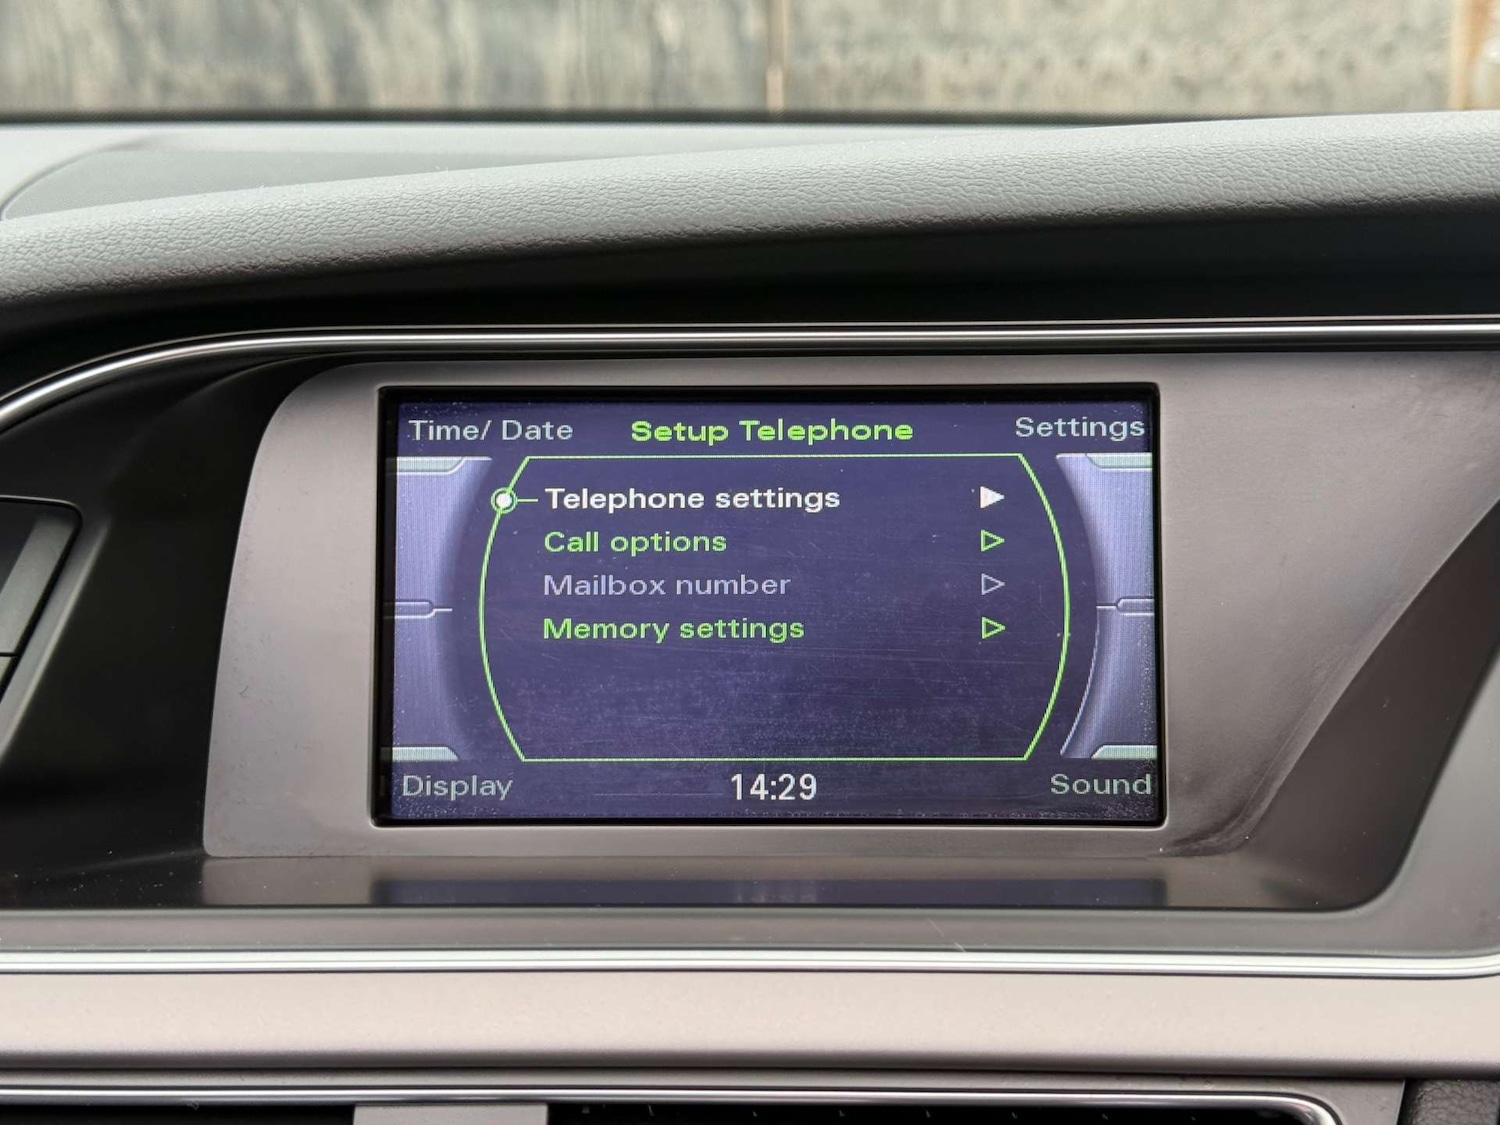 Time/ Date Setup Telephone Settings
Telephone settings
Call options
Mailbox number
Memory settings
Display 14:29 Sound